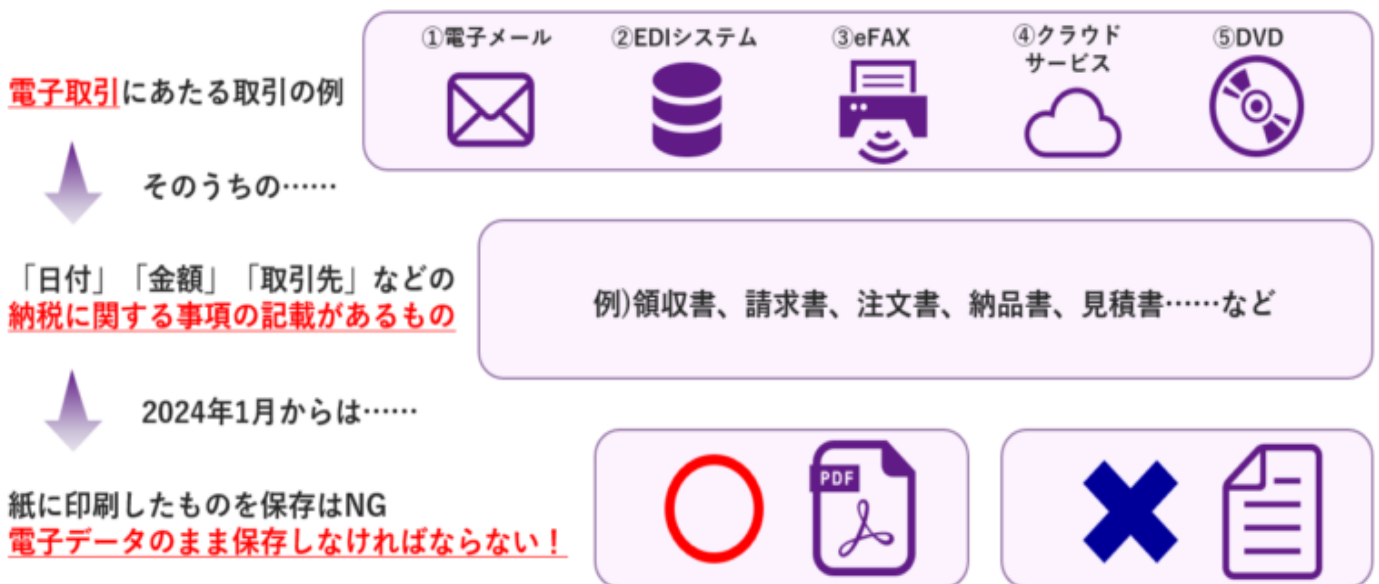 ①電子メール
②EDIシステム
③eFAX
④クラウド
サービス
⑤DVD
電子取引にあたる取引の例
そのうちの……
「日付」「金額」「取引先」などの
納税に関する事項の記載があるもの
例)領収書、請求書、注文書、納品書、見積書……など
2024年1月からは……
紙に印刷したものを保存はNG
電子データのまま保存しなければならない！
PDF